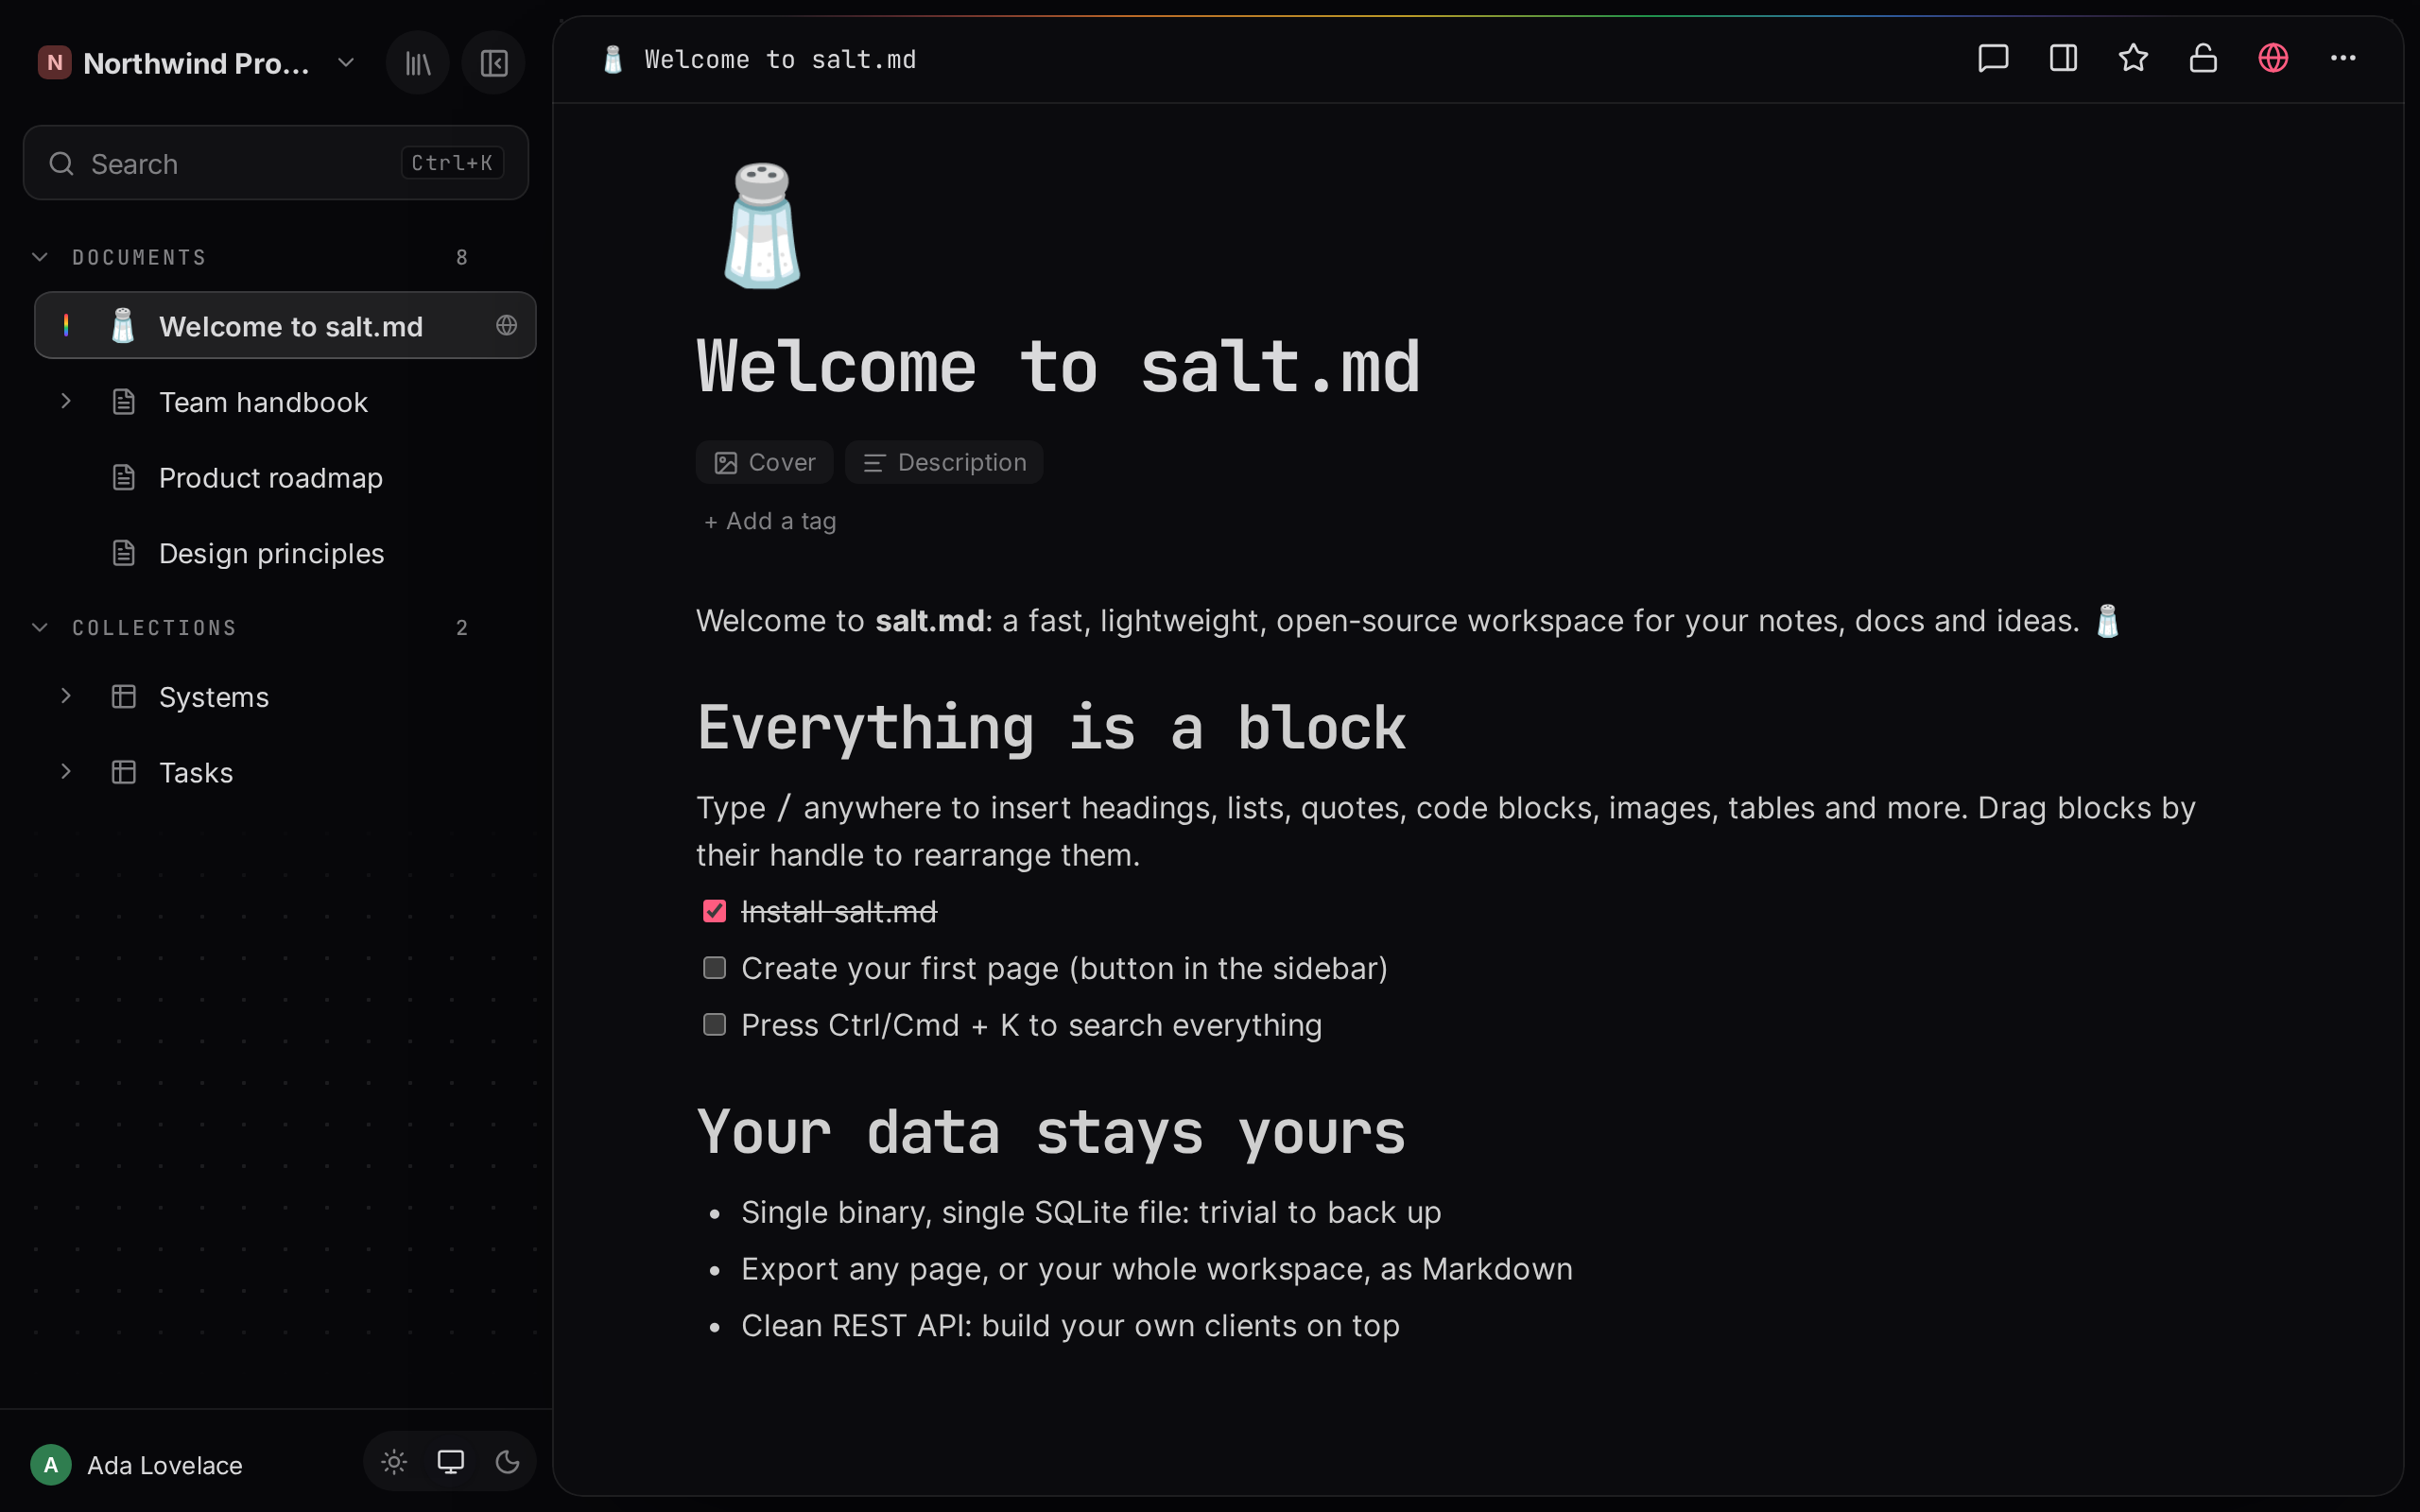 N Northwind Pro...
Search Ctrl+K
DOCUMENTS 8
Welcome to salt.md
Team handbook
Product roadmap
Design principles
COLLECTIONS 2
Systems
Tasks
A Ada Lovelace
Welcome to salt.md
Welcome to salt.md
Cover Description
+ Add a tag
Welcome to salt.md: a fast, lightweight, open-source workspace for your notes, docs and ideas.
Everything is a block
Type / anywhere to insert headings, lists, quotes, code blocks, images, tables and more. Drag blocks by
their handle to rearrange them.
Install salt.md
Create your first page (button in the sidebar)
Press Ctrl/Cmd + K to search everything
Your data stays yours
• Single binary, single SQLite file: trivial to back up
• Export any page, or your whole workspace, as Markdown
• Clean REST API: build your own clients on top